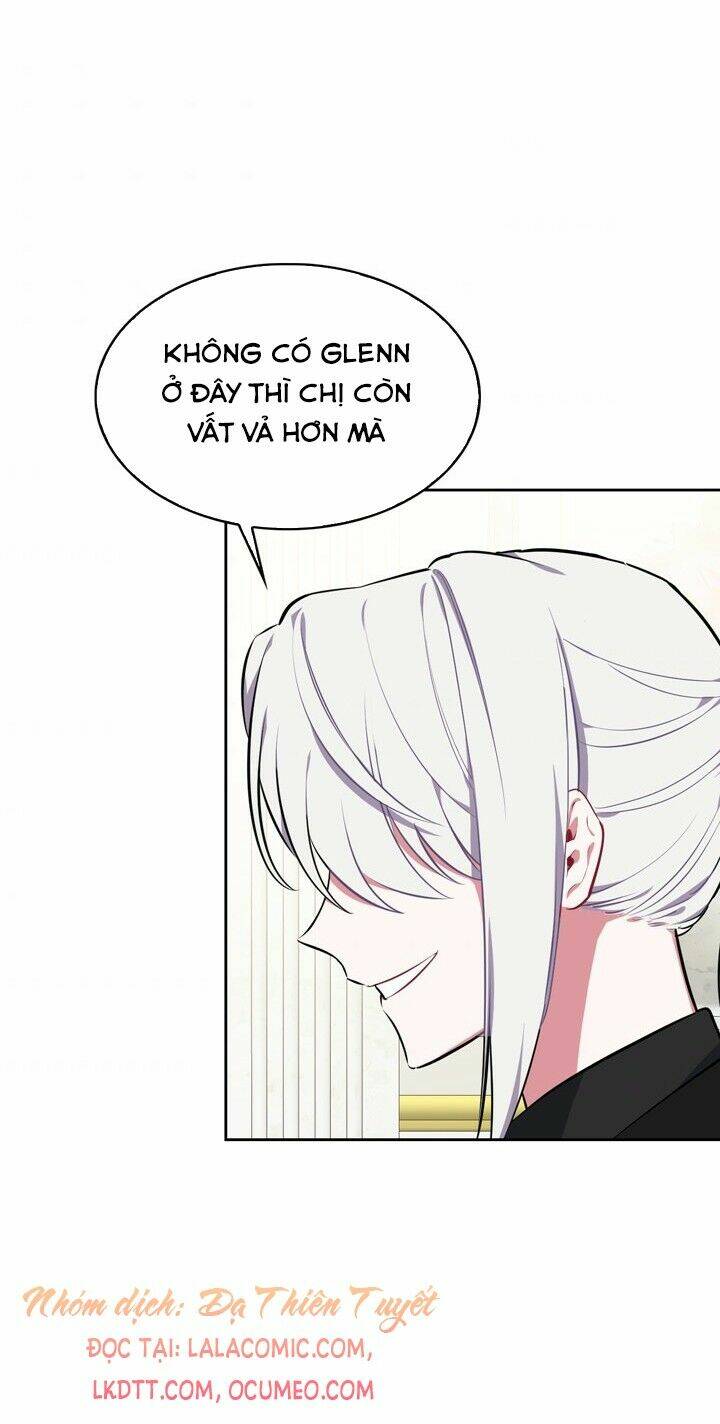 KHÔNG CÓ GLENN
Ở ĐÂY THÌ CHỊ CÒN
VẤT VẢ HƠN MÀ
Nhóm dịch: Dạ Thiên Tuyết
ĐỌC TẠI: LALACOMIC.COM,
LKDTT.COM, OCUMEO.COM